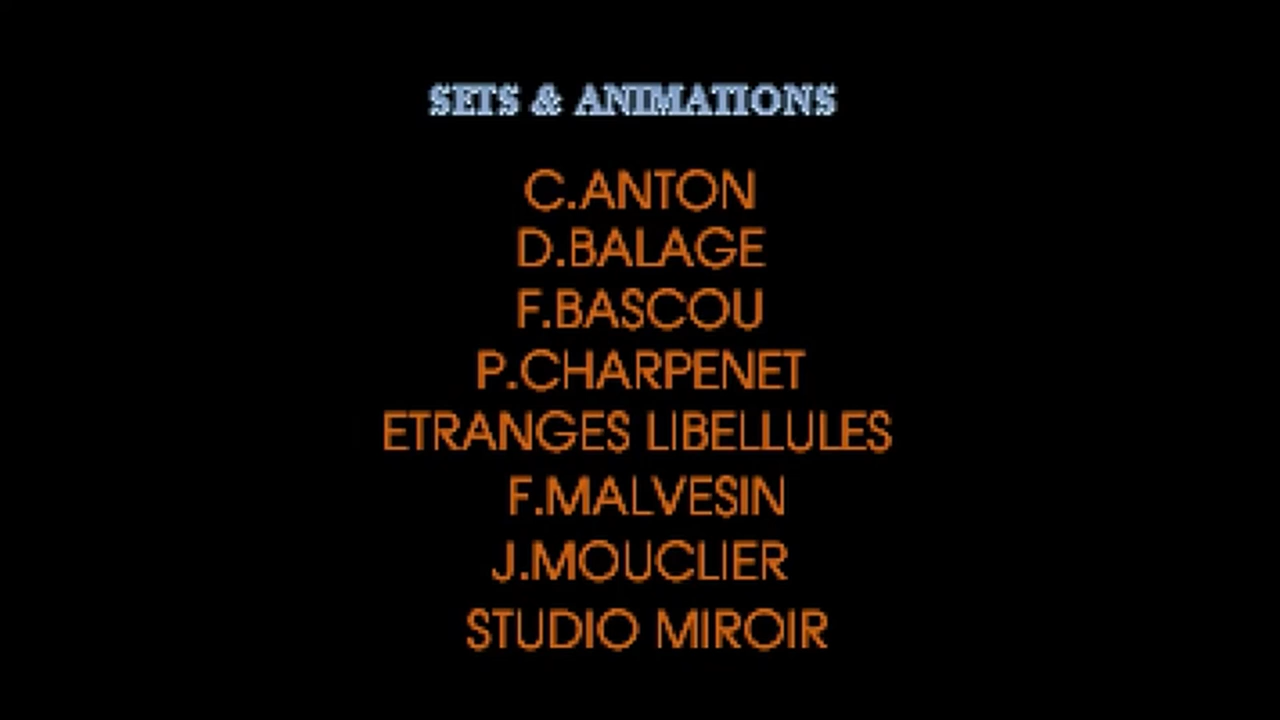 SETS & ANIMATIONS
C.ANTON
D.BALAGE
F.BASCOU
P.CHARPENET
ETRANGES LIBELLULES
F.MALVESIN
J.MOUCLIER
STUDIO MIROIR